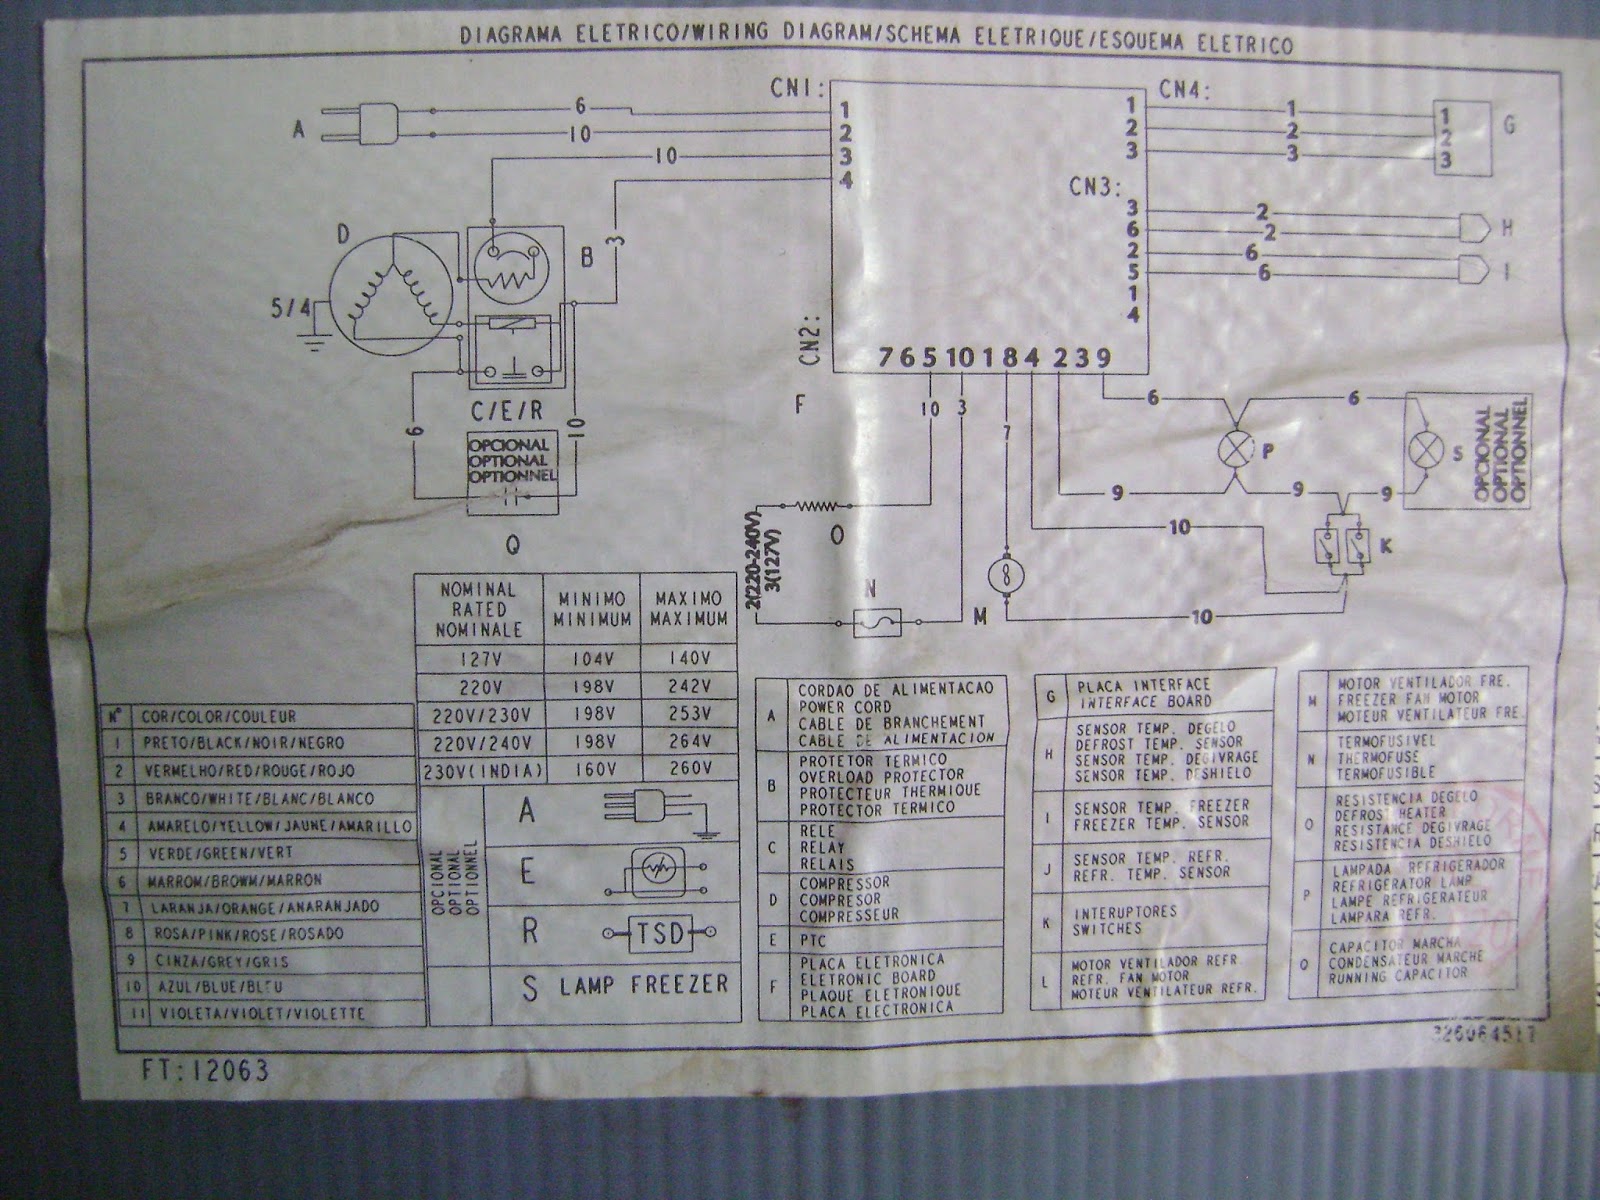 DIAGRAMA ELETRICO/WIRING DIAGRAM/SCHEMA ELETRIQUE/ESQUEMA ELETRICO
CN1:
1
2
3
4
CN4:
1
2
3
CN3:
3
6
2
5
1
4
CN2:
7 6 5 10 1 8 4 2 3 9
A
6
10
10
3
D
B
5/4
6
10
C/E/R
OPCIONAL
OPTIONAL
OPTIONNEL
Q
F
1
2
3
1
2
3
G
2
2
H
6
6
I
10
3
7
6
6
P
S
OPCIONAL
OPTIONAL
OPTIONNEL
9
9
9
10
K
10
O
2(220-240V)
3(127V)
N
M
8
NOMINAL
RATED
NOMINALE
MINIMO
MINIMUM
MAXIMO
MAXIMUM
127V 104V 140V
220V 198V 242V
220V/230V 198V 253V
220V/240V 198V 264V
230V(INDIA) 160V 260V
Nº COR/COLOR/COULEUR
1 PRETO/BLACK/NOIR/NEGRO
2 VERMELHO/RED/ROUGE/ROJO
3 BRANCO/WHITE/BLANC/BLANCO
4 AMARELO/YELLOW/JAUNE/AMARILLO
5 VERDE/GREEN/VERT
6 MARROM/BROWM/MARRON
7 LARANJA/ORANGE/ANARANJADO
8 ROSA/PINK/ROSE/ROSADO
9 CINZA/GREY/GRIS
10 AZUL/BLUE/BLEU
11 VIOLETA/VIOLET/VIOLETTE
OPCIONAL
OPTIONAL
OPTIONNEL
A
E
R TSD
S LAMP FREEZER
A
CORDAO DE ALIMENTACAO
POWER CORD
CABLE DE BRANCHEMENT
CABLE DE ALIMENTACION
B
PROTETOR TERMICO
OVERLOAD PROTECTOR
PROTECTEUR THERMIQUE
PROTECTOR TERMICO
C
RELE
RELAY
RELAIS
D
COMPRESSOR
COMPRESOR
COMPRESSEUR
E PTC
F
PLACA ELETRONICA
ELETRONIC BOARD
PLAQUE ELETRONIQUE
PLACA ELECTRONICA
G
PLACA INTERFACE
INTERFACE BOARD
H
SENSOR TEMP. DEGELO
DEFROST TEMP. SENSOR
SENSOR TEMP. DEGIVRAGE
SENSOR TEMP. DESHIELO
I
SENSOR TEMP. FREEZER
FREEZER TEMP. SENSOR
J
SENSOR TEMP. REFR.
REFR. TEMP. SENSOR
K
INTERUPTORES
SWITCHES
L
MOTOR VENTILADOR REFR.
REFR. FAN MOTOR
MOTEUR VENTILATEUR REFR.
M
MOTOR VENTILADOR FRE.
FREEZER FAN MOTOR
MOTEUR VENTILATEUR FRE.
N
TERMOFUSIVEL
THERMOFUSE
TERMOFUSIBLE
O
RESISTENCIA DEGELO
DEFROST HEATER
RESISTANCE DEGIVRAGE
RESISTENCIA DESHIELO
P
LAMPADA REFRIGERADOR
REFRIGERATOR LAMP
LAMPE REFRIGERATEUR
LAMPARA REFR.
Q
CAPACITOR MARCHA
CONDENSATEUR MARCHE
RUNNING CAPACITOR
FT:12063